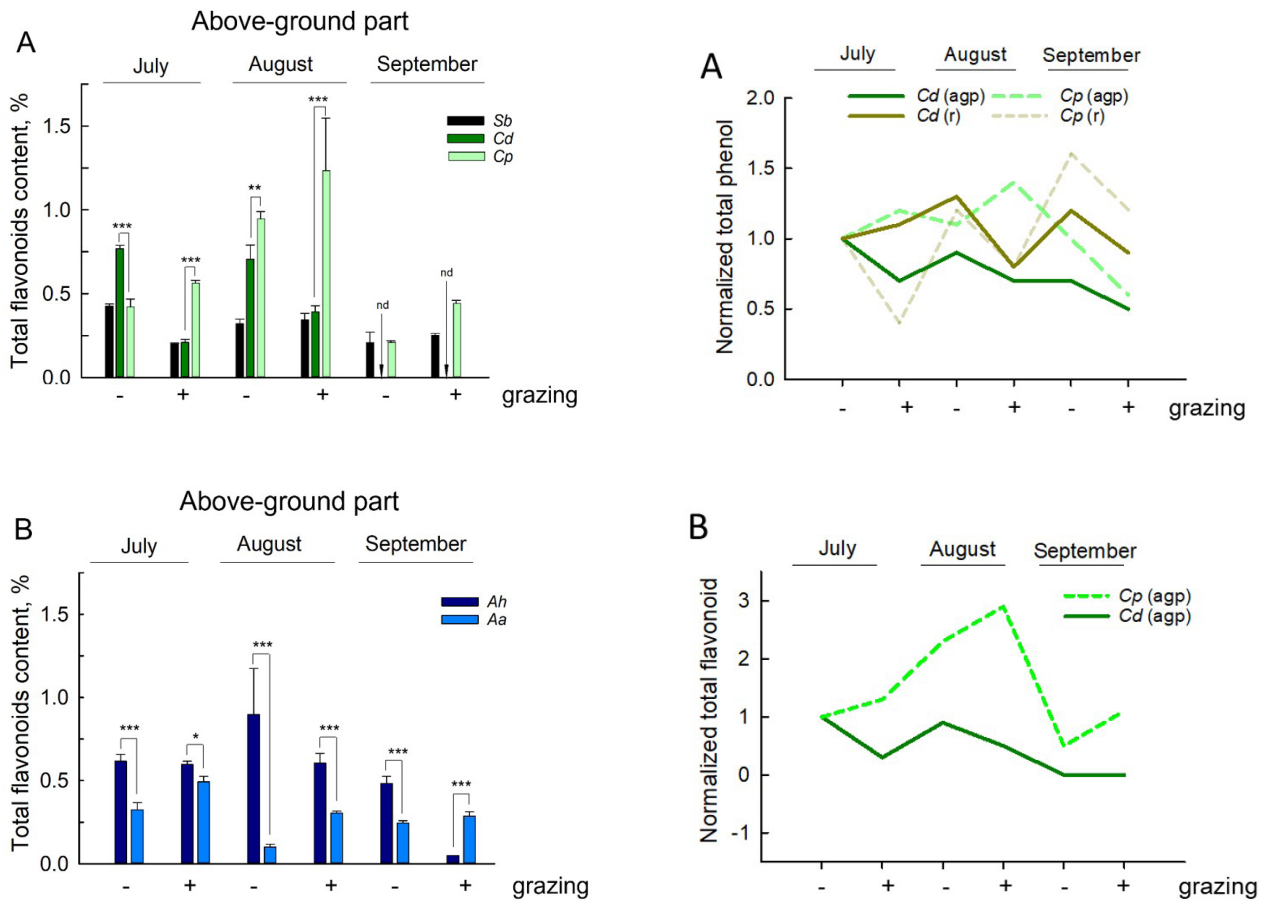 Above-ground part
A
July August September
Total flavonoids content, %
1.5
1.0
0.5
0.0
Sb
Cd
Cp
***
***
**
***
nd
nd
- + - + - + grazing
A
July August September
Normalized total phenol
2.0
1.5
1.0
0.5
0.0
Cd (agp) Cp (agp)
Cd (r) Cp (r)
- + - + - + grazing
Above-ground part
B
July August September
Total flavonoids content, %
1.5
1.0
0.5
0.0
Ah
Aa
***
*
***
***
***
***
- + - + - + grazing
B
July August September
Normalized total flavonoid
3
2
1
0
-1
Cp (agp)
Cd (agp)
- + - + - + grazing